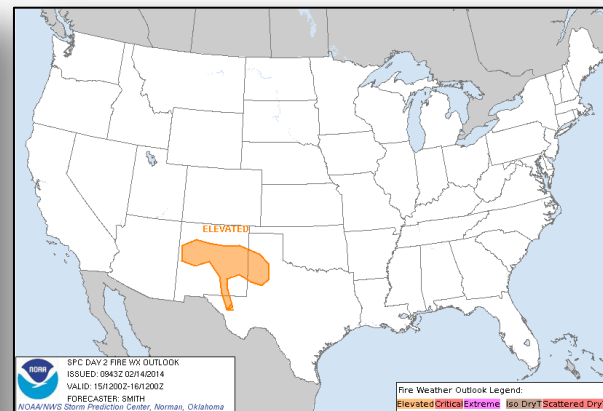 ELEVATED
NOAA
SPC DAY 2 FIRE WX OUTLOOK
ISSUED: 0943Z 02/14/2014
VALID: 15/1200Z-16/1200Z
FORECASTER: SMITH
NOAA/NWS Storm Prediction Center, Norman, Oklahoma
Fire Weather Outlook Legend:
Elevated Critical Extreme Iso DryT Scattered Dry